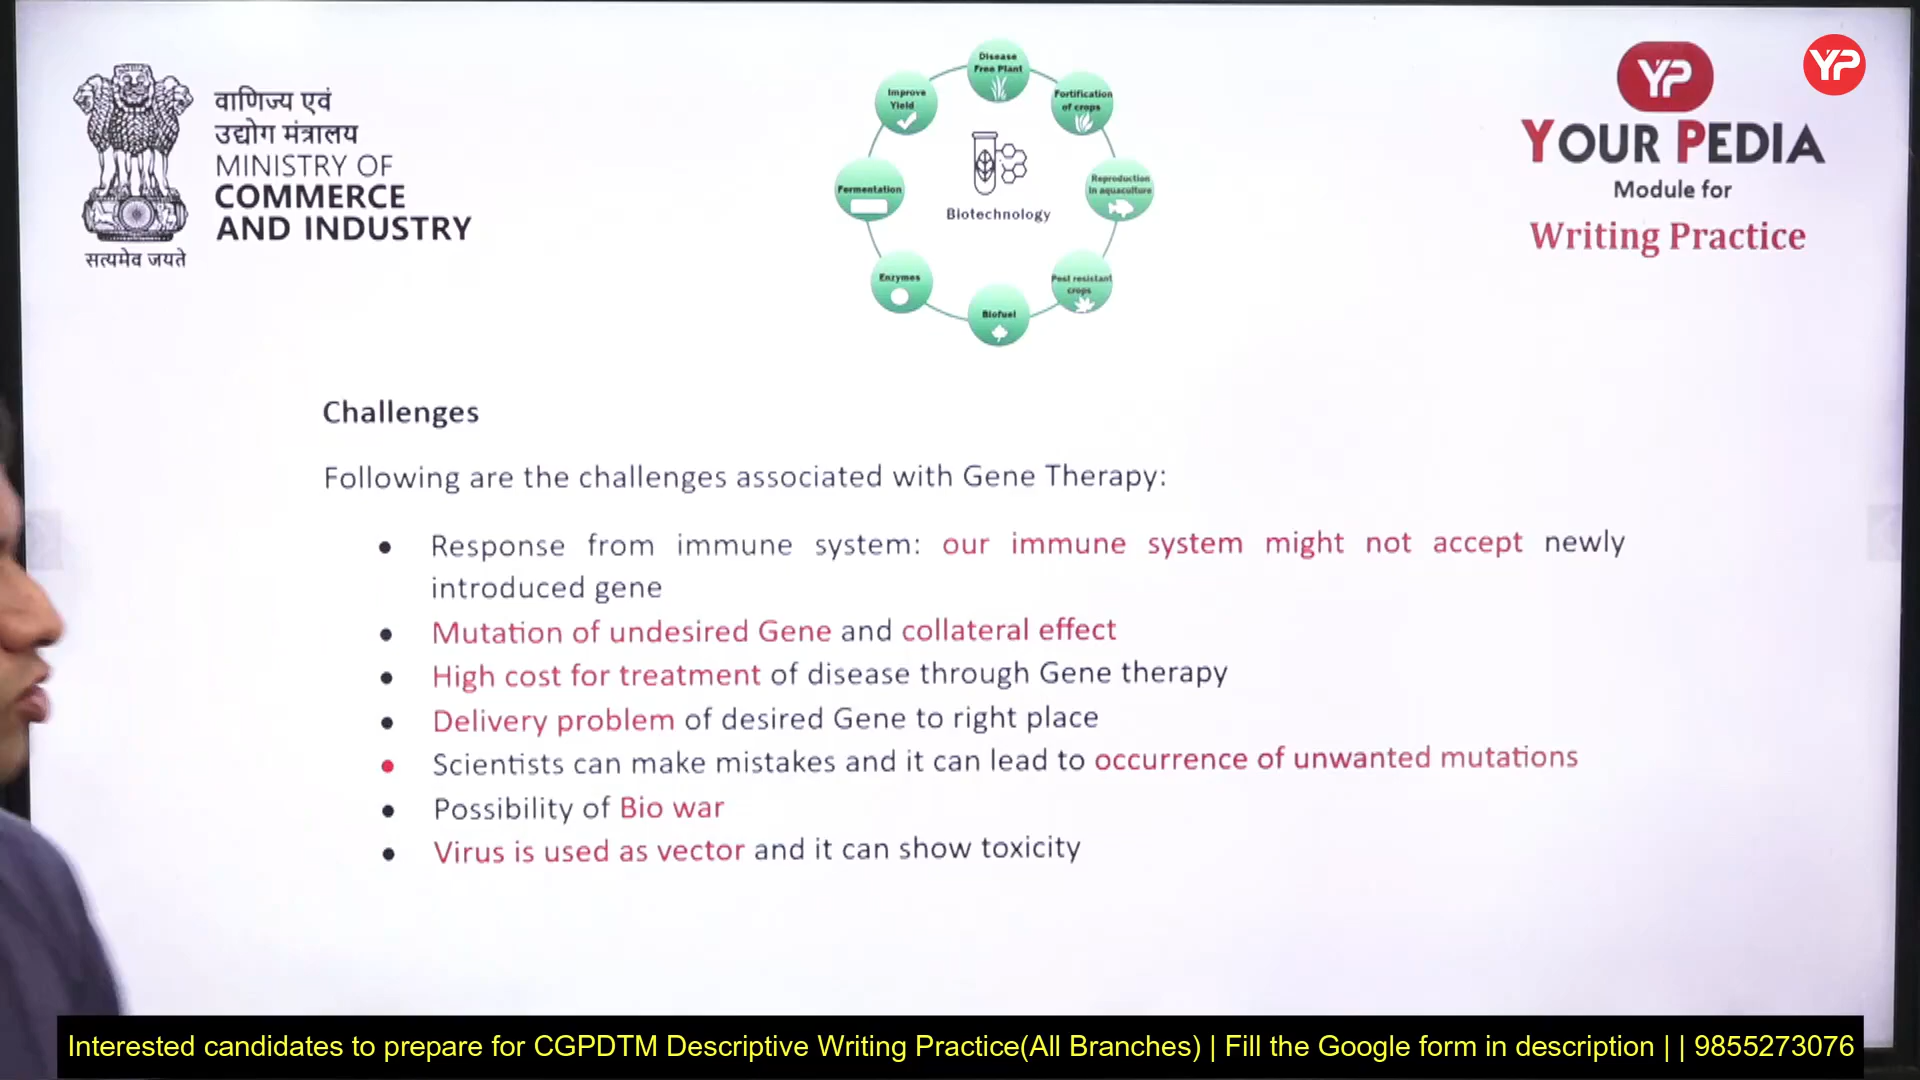 वाणिज्य एवं
उद्योग मंत्रालय
MINISTRY OF
COMMERCE
AND INDUSTRY
सत्यमेव जयते
Disease
Free Plant
Improve
Yield
Fortification
of crops
Fermentation
Reproduction
in aquaculture
Biotechnology
Enzymes
Pest resistant
crops
Biofuel
YP
YOUR PEDIA
Module for
Writing Practice
YP
Challenges
Following are the challenges associated with Gene Therapy:
• Response from immune system: our immune system might not accept newly
introduced gene
• Mutation of undesired Gene and collateral effect
• High cost for treatment of disease through Gene therapy
• Delivery problem of desired Gene to right place
• Scientists can make mistakes and it can lead to occurrence of unwanted mutations
• Possibility of Bio war
• Virus is used as vector and it can show toxicity
Interested candidates to prepare for CGPDTM Descriptive Writing Practice(All Branches) | Fill the Google form in description | | 9855273076